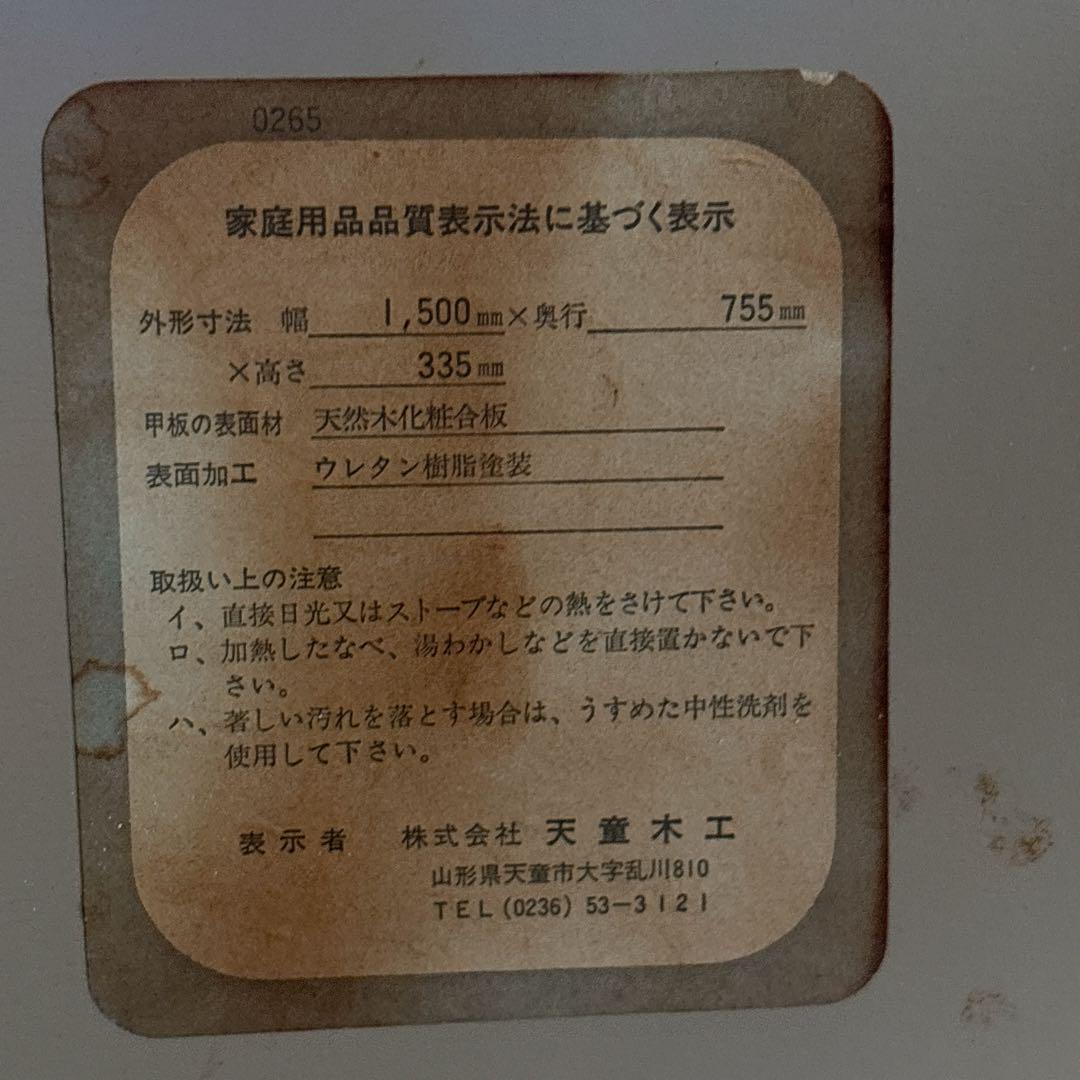 0265
家庭用品品質表示法に基づく表示
外形寸法 幅 1,500mm×奥行 755mm
×高さ 335mm
甲板の表面材 天然木化粧合板
表面加工 ウレタン樹脂塗装
取扱い上の注意
イ、直接日光又はストーブなどの熱をさけて下さい。
ロ、加熱したなべ、湯わかしなどを直接置かないで下
さい。
ハ、著しい汚れを落とす場合は、うすめた中性洗剤を
使用して下さい。
表示者 株式会社 天童木工
山形県天童市大字乱川810
TEL(0236)53-3121